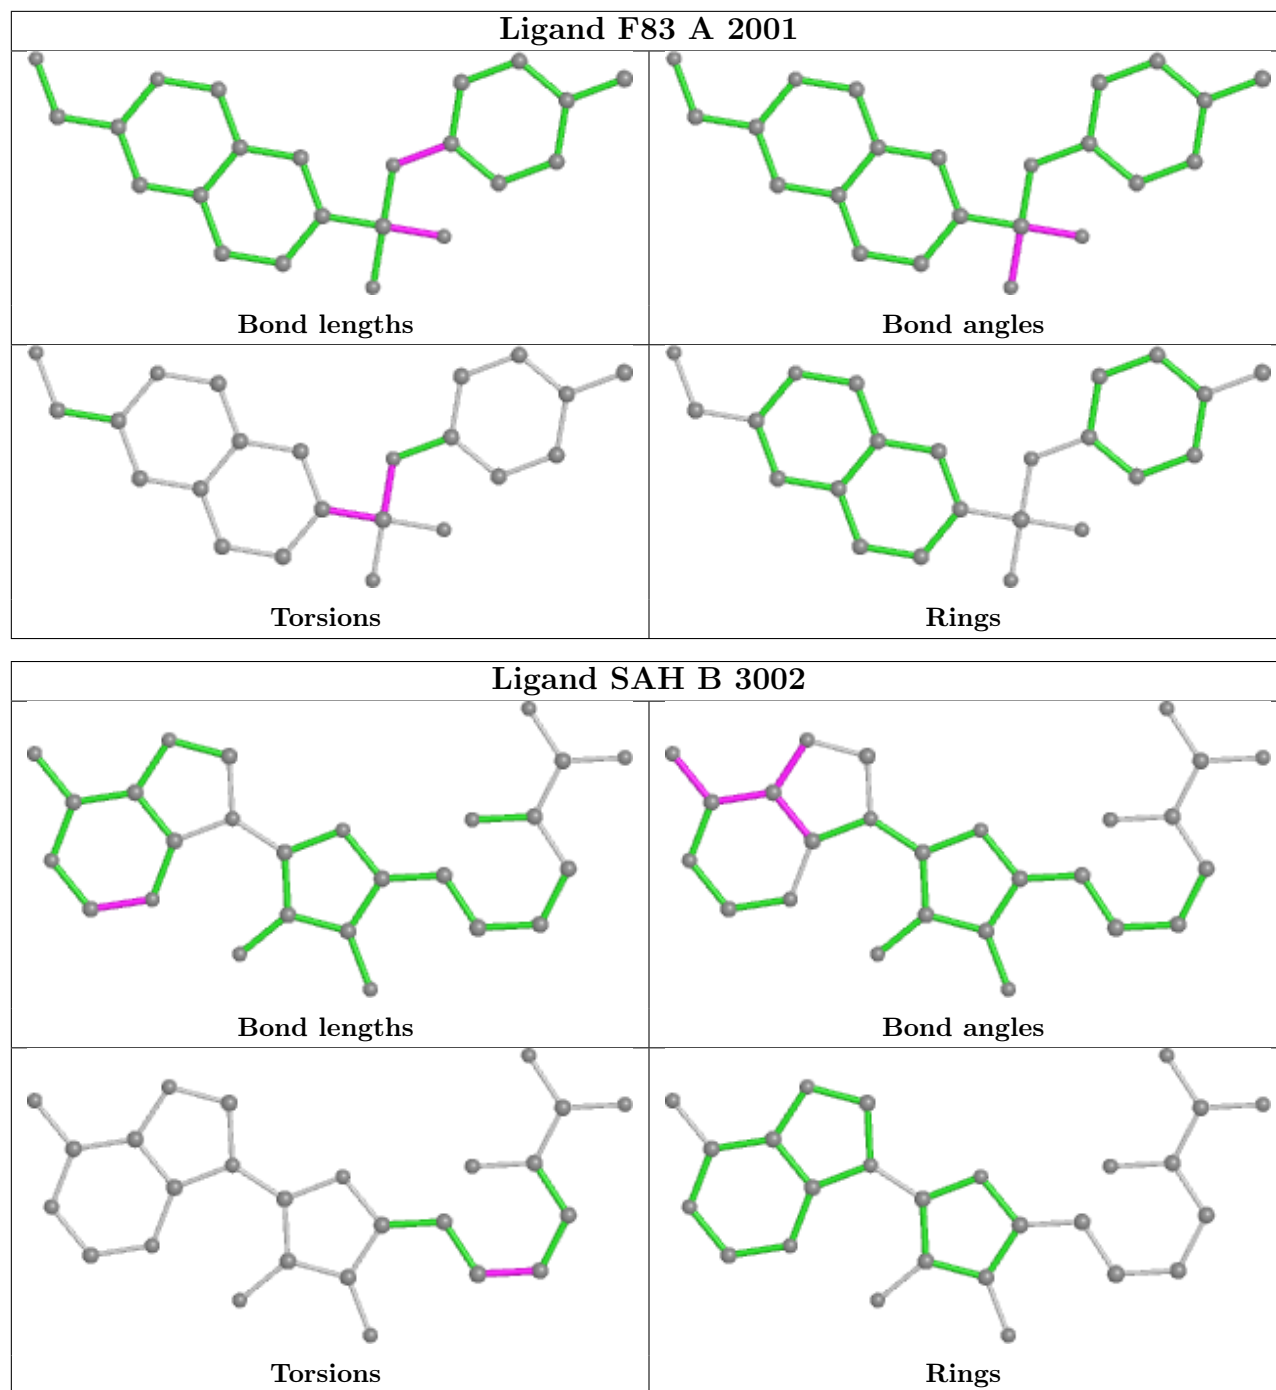 Ligand F83 A 2001
Bond lengths
Bond angles
Torsions
Rings
Ligand SAH B 3002
Bond lengths
Bond angles
Torsions
Rings